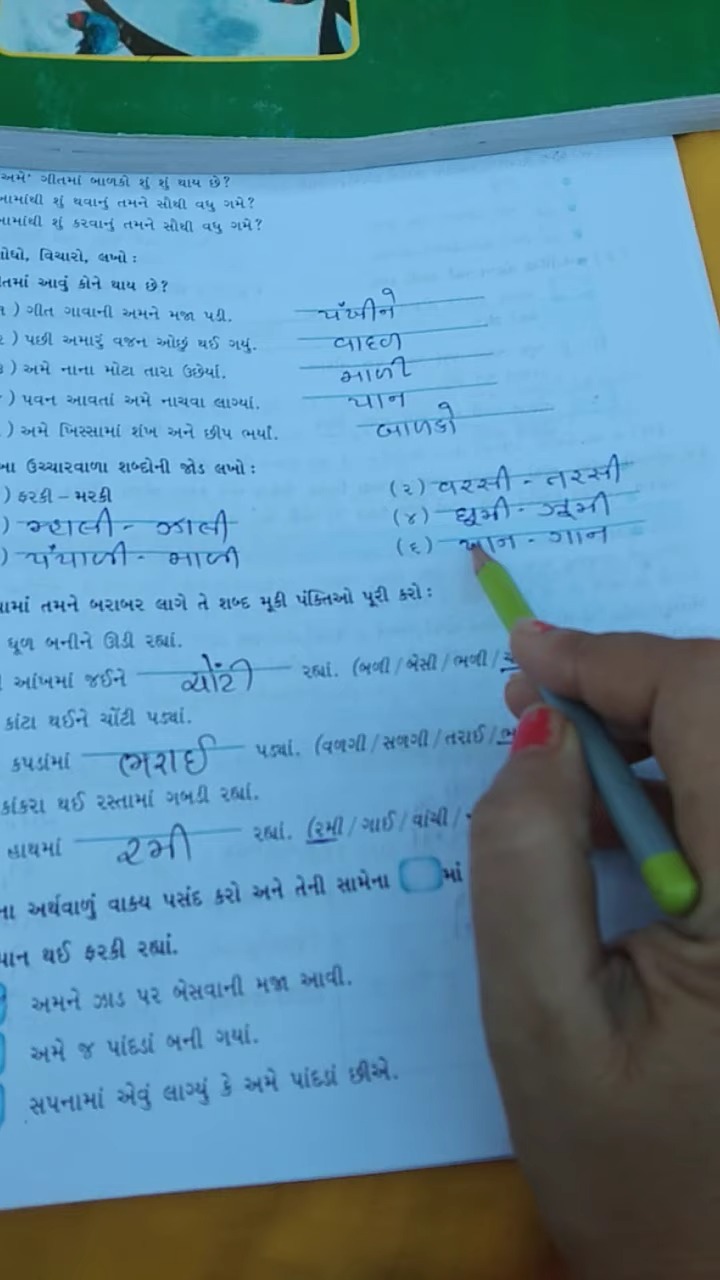 અમે' ગીતમાં બાળકો શું શું થાય છે?
આમાંથી શું થવાનું તમને સૌથી વધુ ગમે?
આમાંથી શું કરવાનું તમને સૌથી વધુ ગમે?
શોધો, વિચારો, લખો :
ગીતમાં આવું કોને થાય છે?
) ગીત ગાવાની અમને મજા પડી. પંખીને
) પછી અમારું વજન ઓછું થઈ ગયું. વાદળ
) અમે નાના મોટા તારા ઉછેર્યા. માળી
) પવન આવતાં અમે નાચવા લાગ્યાં. પાન
) અમે ખિસ્સામાં શંખ અને છીપ ભર્યાં. બાળકો
ઉચ્ચારવાળા શબ્દોની જોડ લખો :
) ફરકી – મરકી (૨) વરસી - તરસી
) મ્હાલી - ઝાલી (૪) ઘૂમી - ઝૂમી
) પંપાળી - ભાળી (૬) પાન - ગાન
તમને બરાબર લાગે તે શબ્દ મૂકી પંક્તિઓ પૂરી કરો :
ધૂળ બનીને ઊડી રહ્યાં.
આંખમાં જઈને ચોંટી રહ્યાં. (બળી / બેસી / ભળી /
કાંટા થઈને ચોંટી પડ્યાં.
કપડાંમાં ભરાઈ પડ્યાં. (વળગી / સળગી / તરાઈ /
કાંકરા થઈ રસ્તામાં ગબડી રહ્યાં.
હાથમાં રમી રહ્યાં. (રમી / ગાઈ / વાંચી /
અર્થવાળું વાક્ય પસંદ કરો અને તેની સામેના માં
પાન થઈ ફરકી રહ્યાં.
અમને ઝાડ પર બેસવાની મજા આવી.
અમે જ પાંદડાં બની ગયાં.
સપનામાં એવું લાગ્યું કે અમે પાંદડાં છીએ.